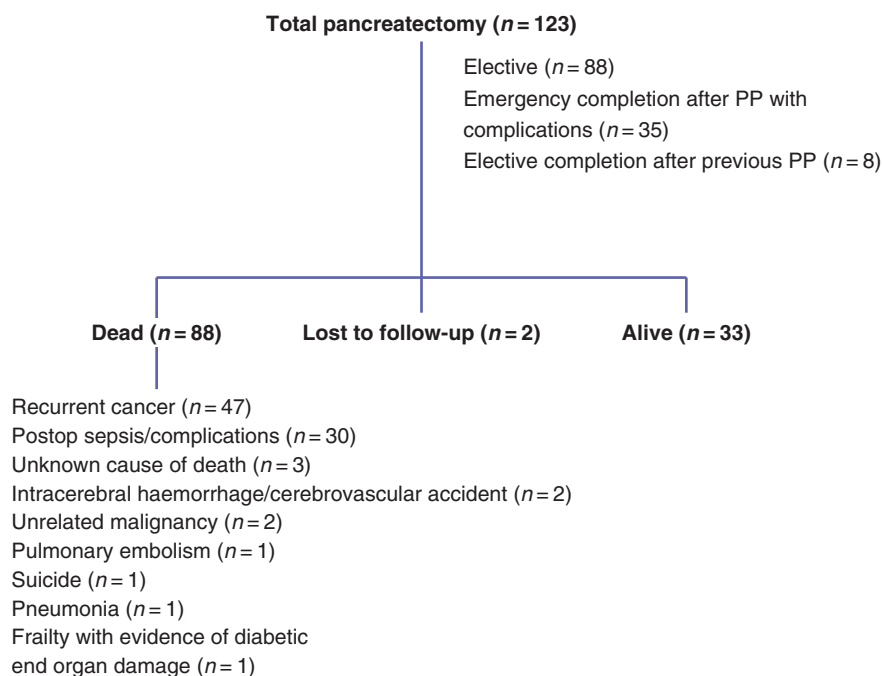 Total pancreatectomy (n = 123)
Elective (n = 88)
Emergency completion after PP with
complications (n = 35)
Elective completion after previous PP (n = 8)
Dead (n = 88)
Lost to follow-up (n = 2)
Alive (n = 33)
Recurrent cancer (n = 47)
Postop sepsis/complications (n = 30)
Unknown cause of death (n = 3)
Intracerebral haemorrhage/cerebrovascular accident (n = 2)
Unrelated malignancy (n = 2)
Pulmonary embolism (n = 1)
Suicide (n = 1)
Pneumonia (n = 1)
Frailty with evidence of diabetic
end organ damage (n = 1)